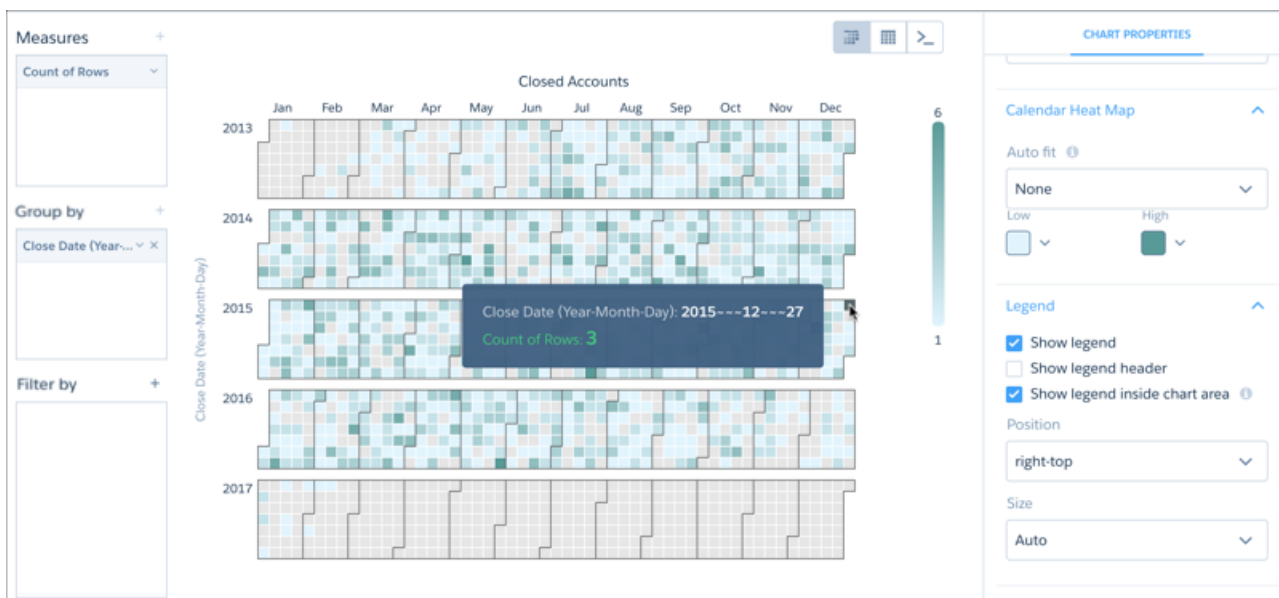 Measures +
Count of Rows
Group by +
Close Date (Year-... ×
Filter by +
Closed Accounts
Jan Feb Mar Apr May Jun Jul Aug Sep Oct Nov Dec
Close Date (Year-Month-Day)
2013
2014
2015
2016
2017
Close Date (Year-Month-Day): 2015~~~12~~~27
Count of Rows: 3
6
1
CHART PROPERTIES
Calendar Heat Map
Auto fit
None
Low High
Legend
Show legend
Show legend header
Show legend inside chart area
Position
right-top
Size
Auto